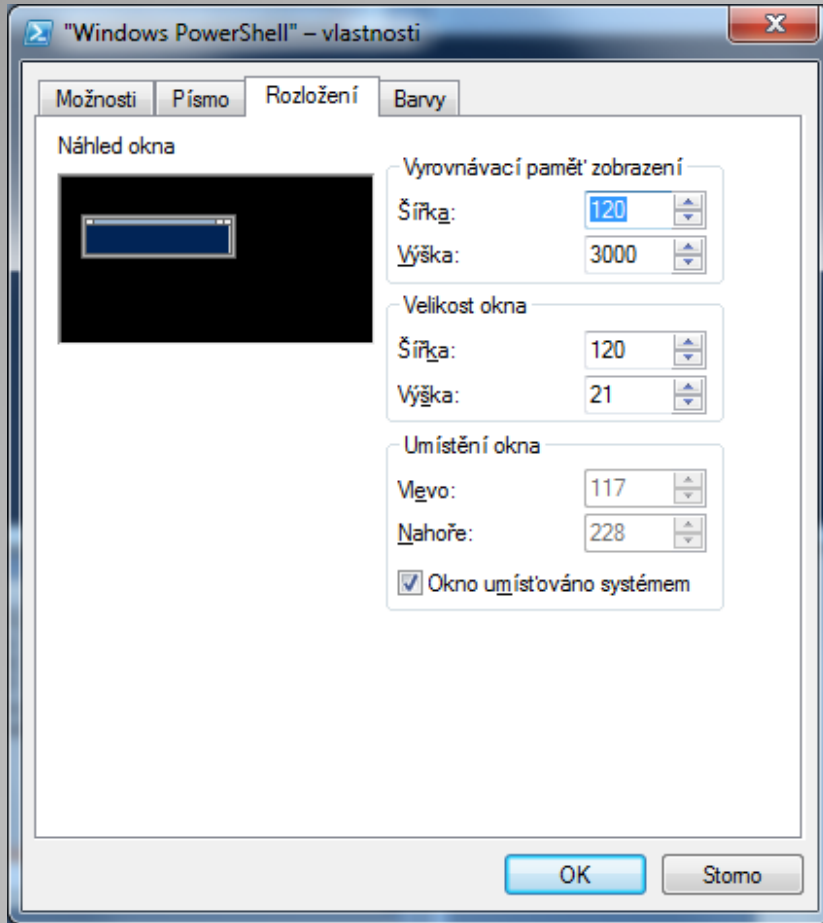 "Windows PowerShell" – vlastnosti
Možnosti Písmo Rozložení Barvy
Náhled okna
Vyrovnávací paměť zobrazení
Šířka: 120
Výška: 3000
Velikost okna
Šířka: 120
Výška: 21
Umístění okna
Vlevo: 117
Nahoře: 228
Okno umísťováno systémem
OK Storno